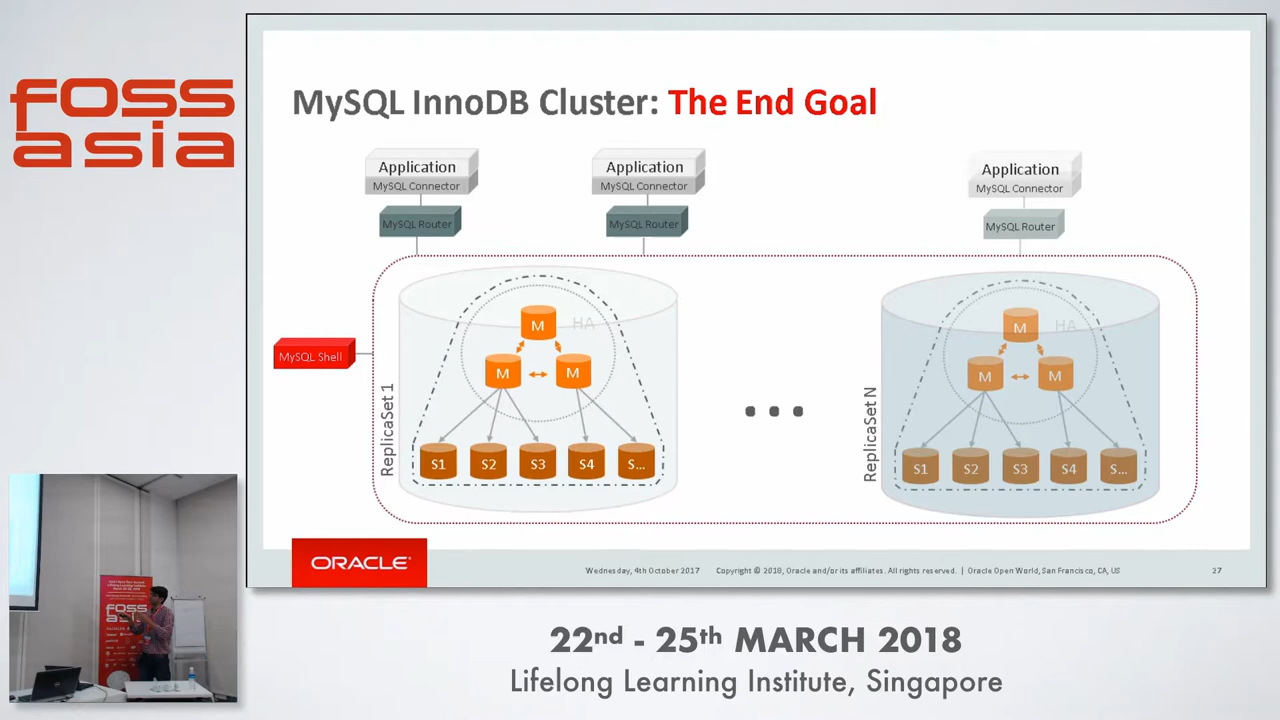 foss
asia
MySQL InnoDB Cluster: The End Goal
Application
MySQL Connector
MySQL Router
Application
MySQL Connector
MySQL Router
Application
MySQL Connector
MySQL Router
MySQL Shell
ReplicaSet 1
HA
M
M
M
S1
S2
S3
S4
S...
ReplicaSet N
HA
M
M
M
S1
S2
S3
S4
S...
ORACLE®
Wednesday, 4th October 2017
Copyright © 2018, Oracle and/or its affiliates. All rights reserved. | Oracle Open World, San Francisco, CA, US
27
FOSS
ASIA
22nd - 25th MARCH 2018
Lifelong Learning Institute, Singapore